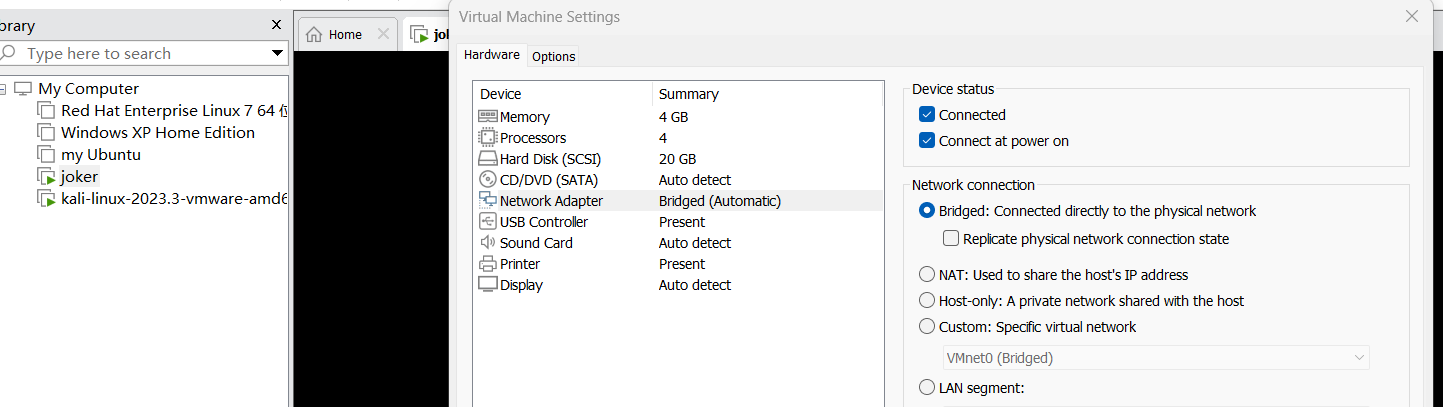 brary
X
Type here to search
My Computer
Red Hat Enterprise Linux 7 64 位
Windows XP Home Edition
my Ubuntu
joker
kali-linux-2023.3-vmware-amd6
Home
jok
Virtual Machine Settings
Hardware Options
Device Summary
Memory 4 GB
Processors 4
Hard Disk (SCSI) 20 GB
CD/DVD (SATA) Auto detect
Network Adapter Bridged (Automatic)
USB Controller Present
Sound Card Auto detect
Printer Present
Display Auto detect
Device status
Connected
Connect at power on
Network connection
Bridged: Connected directly to the physical network
Replicate physical network connection state
NAT: Used to share the host's IP address
Host-only: A private network shared with the host
Custom: Specific virtual network
VMnet0 (Bridged)
LAN segment: